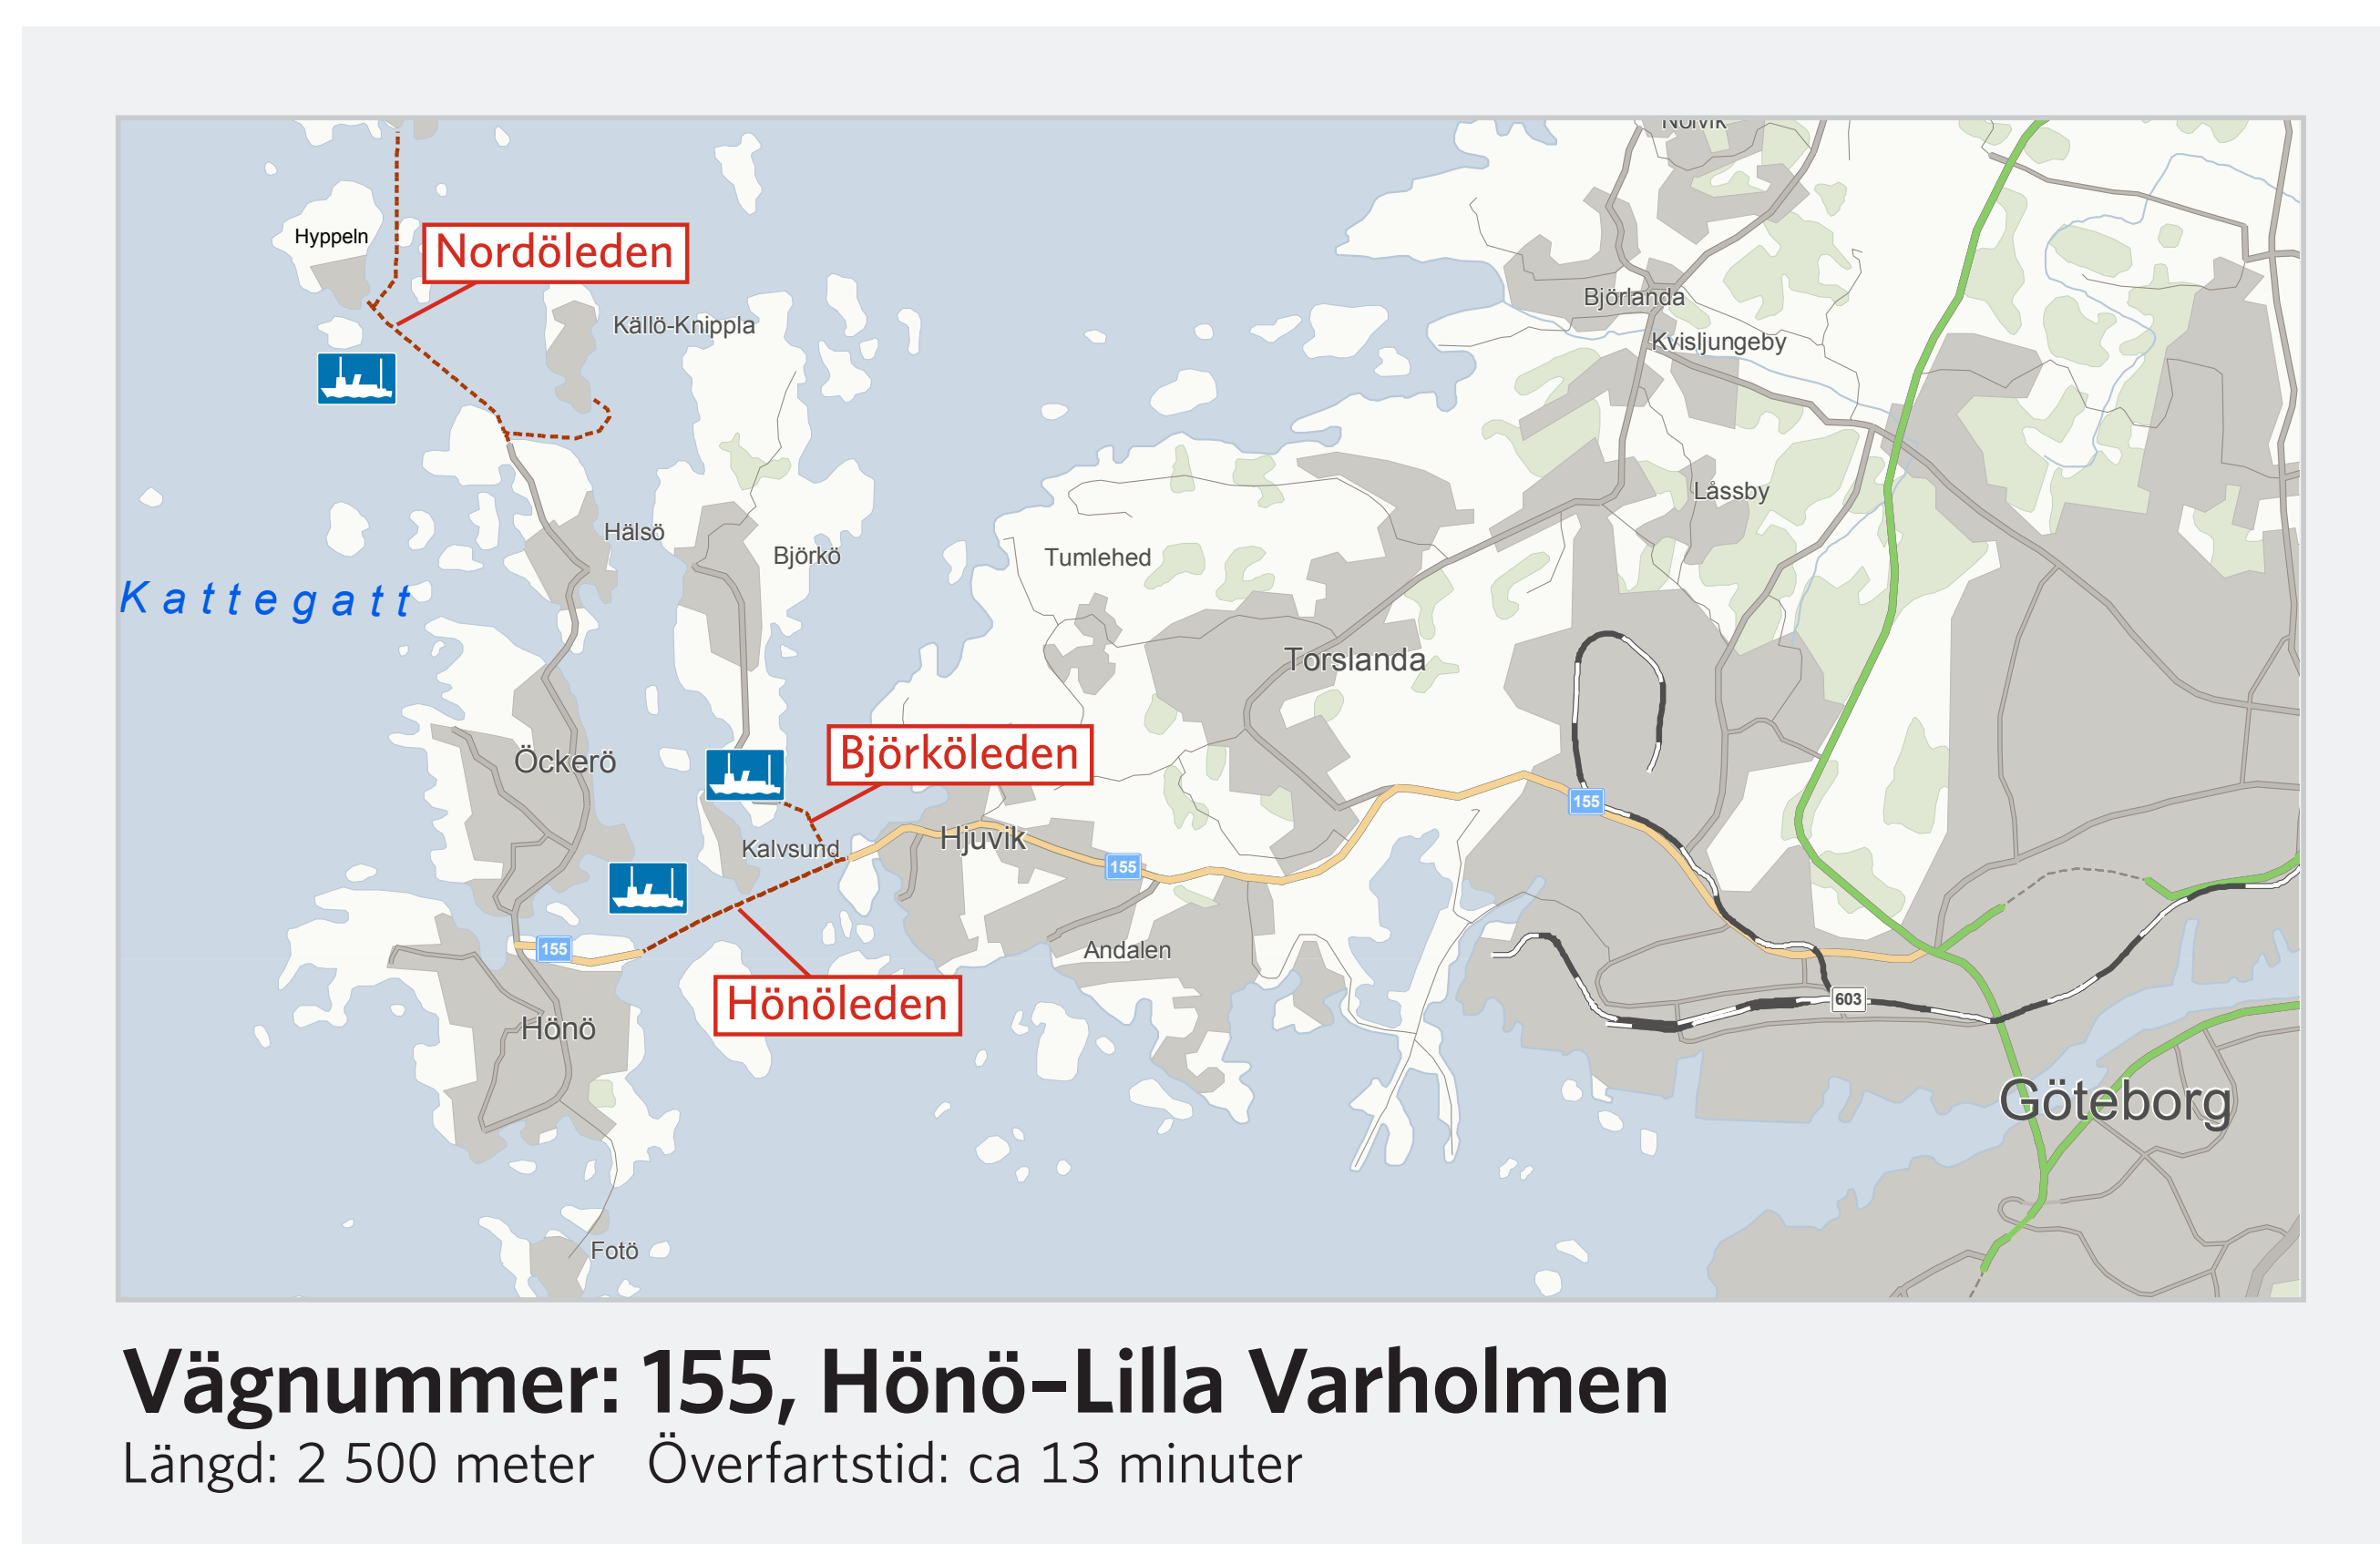 Nolvik
Hyppeln
Nordöleden
Björlanda
Källö-Knippla
Kvisljungeby
Låssby
Hälsö
Björkö
Tumlehed
Kattegatt
Torslanda
Öckerö
Björköleden
155
Kalvsund
Hjuvik
155
155
Andalen
603
Hönöleden
Hönö
Göteborg
Fotö
Vägnummer: 155, Hönö–Lilla Varholmen
Längd: 2 500 meter Överfartstid: ca 13 minuter